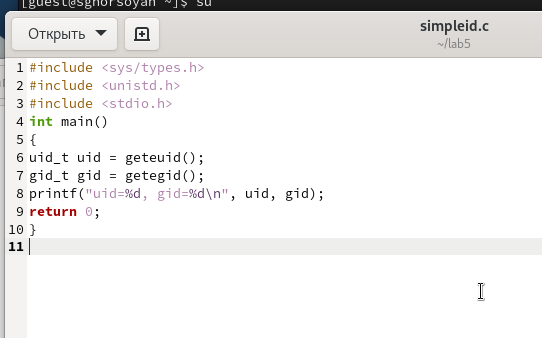 [guest@sghorsoyan ~]$ su
Открыть
simpleid.c
~/lab5
1 #include <sys/types.h>
2 #include <unistd.h>
3 #include <stdio.h>
4 int main()
5 {
6 uid_t uid = geteuid();
7 gid_t gid = getegid();
8 printf("uid=%d, gid=%d\n", uid, gid);
9 return 0;
10 }
11